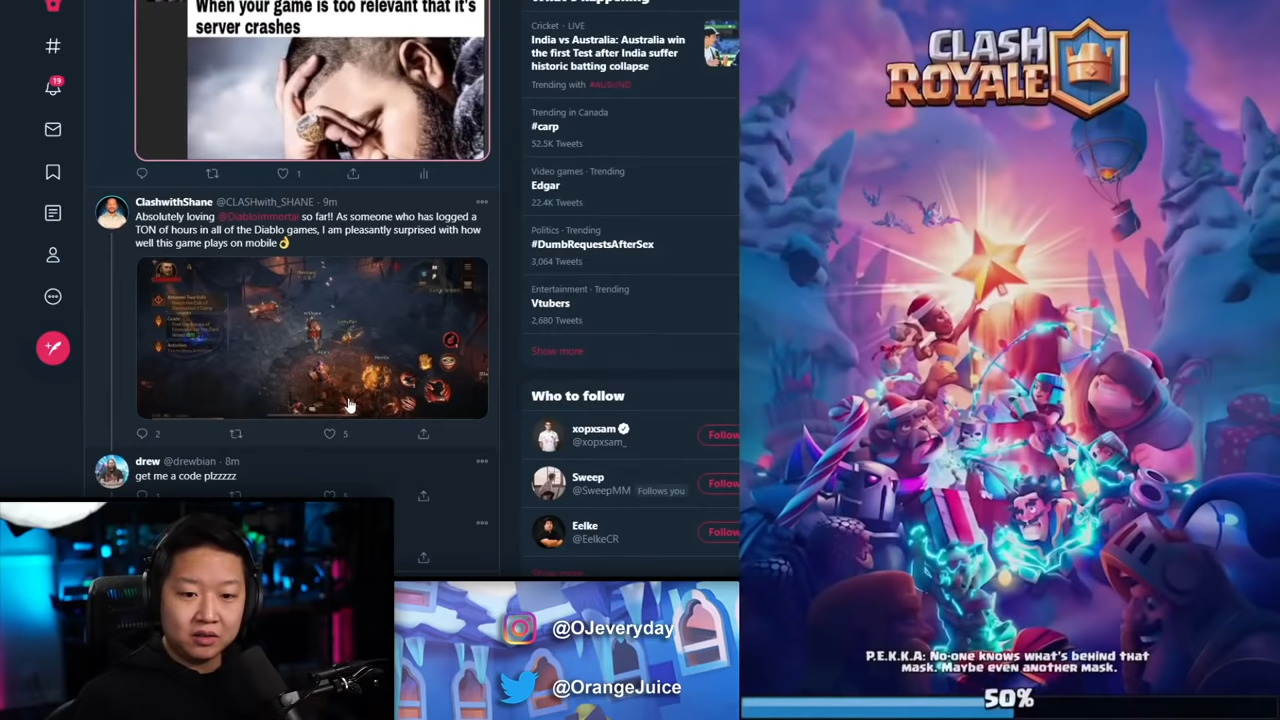 When your game is too relevant that it's
server crashes
1
19
ClashwithShane @CLASHwith_SHANE · 9m
Absolutely loving @DiabloImmortal so far!! As someone who has logged a
TON of hours in all of the Diablo games, I am pleasantly surprised with how
well this game plays on mobile👌
2
5
drew @drewbian · 8m
get me a code plzzzzz
Cricket · LIVE
India vs Australia: Australia win
the first Test after India suffer
historic batting collapse
Trending with #AUSvIND
Trending in Canada
#carp
52.5K Tweets
Video games · Trending
Edgar
22.4K Tweets
Politics · Trending
#DumbRequestsAfterSex
3,064 Tweets
Entertainment · Trending
Vtubers
2,680 Tweets
Show more
Who to follow
xopxsam
@xopxsam_
Follow
Sweep
@SweepMM Follows you
Follow
Eelke
@EelkeCR
Follow
@OJeveryday
@OrangeJuice
CLASH
ROYALE
P.E.K.K.A: No-one knows what's behind that
mask. Maybe even another mask.
50%